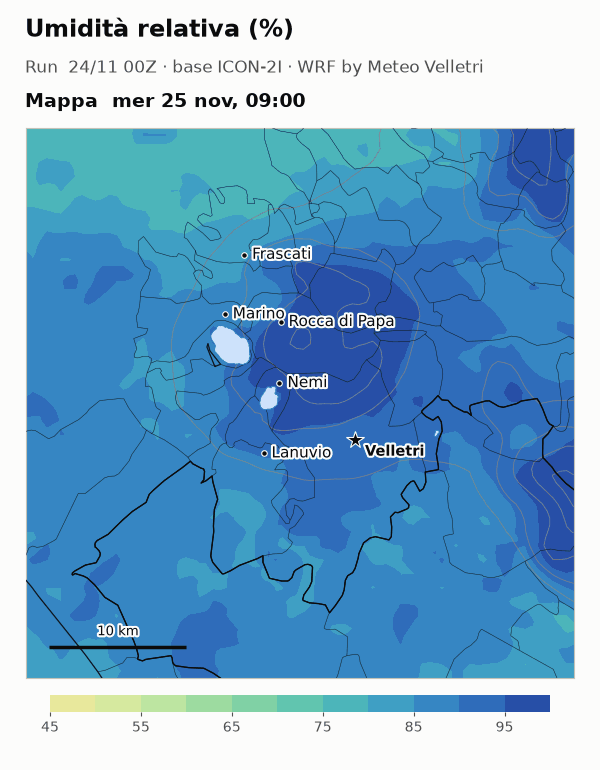 Umidità relativa (%)
Run  24/11 00Z · base ICON-2I · WRF by Meteo Velletri
Mappa  mer 25 nov, 09:00
Frascati
Marino
Rocca di Papa
Nemi
Velletri
Lanuvio
10 km
45 55 65 75 85 95